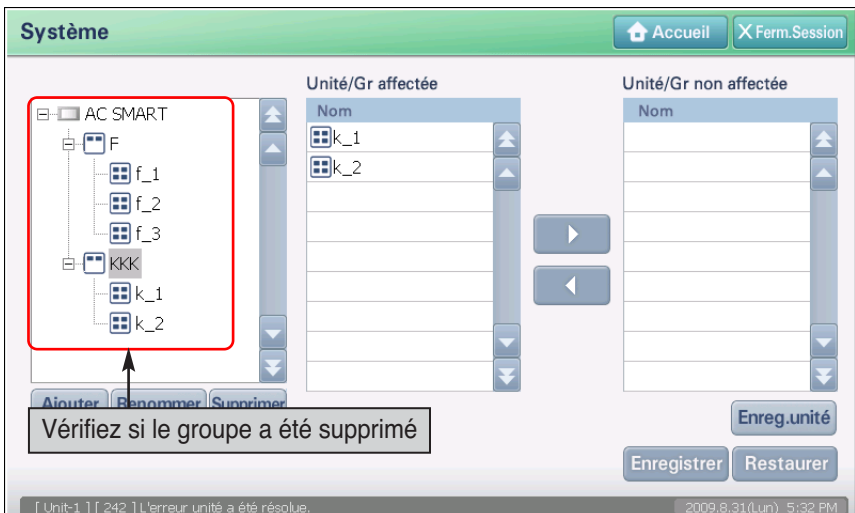 Système
Accueil
X Ferm.Session
AC SMART
F
f_1
f_2
f_3
KKK
k_1
k_2
Unité/Gr affectée
Nom
k_1
k_2
Unité/Gr non affectée
Nom
Ajouter
Renommer
Supprimer
Vérifiez si le groupe a été supprimé
Enreg.unité
Enregistrer
Restaurer
[ Unit-1 ] [ 242 ] L'erreur unité a été résolue.
2009.8.31(Lun) 5:32 PM